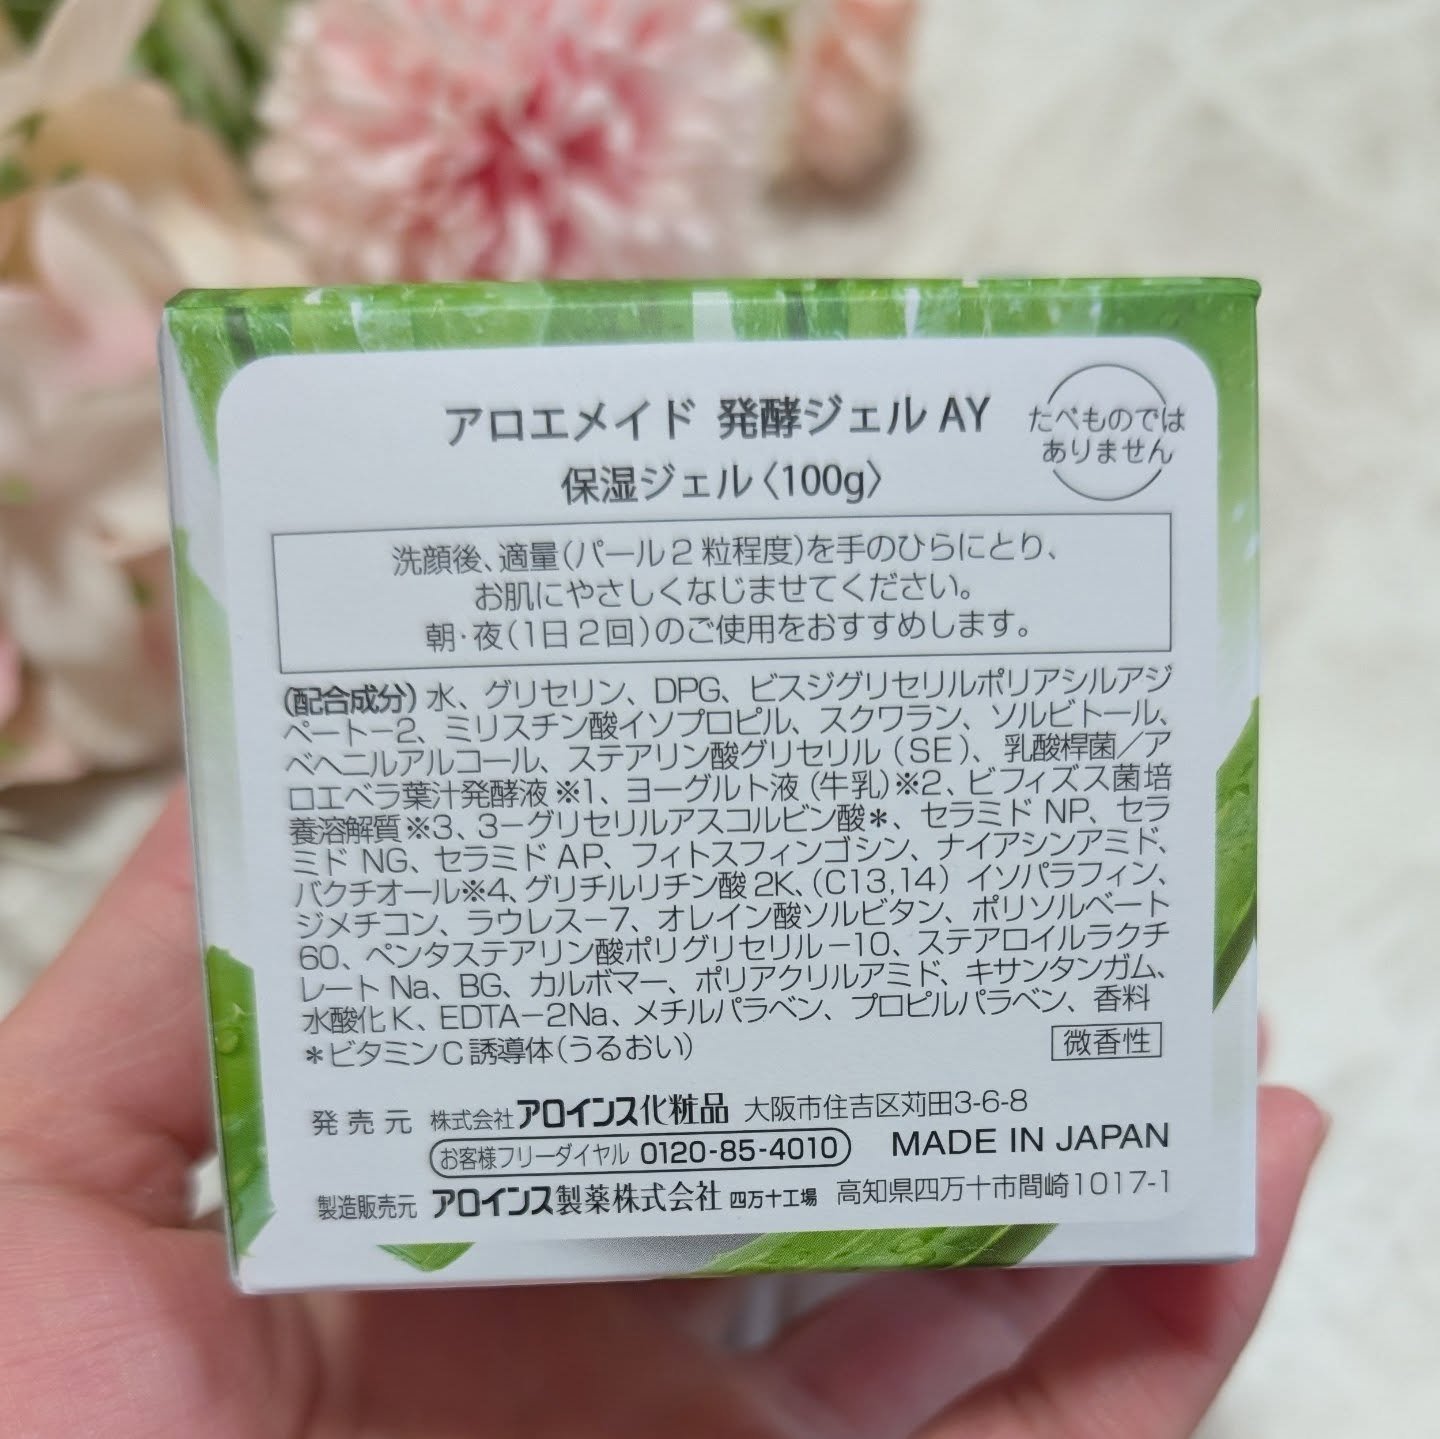 アロエメイド 発酵ジェル AY
保湿ジェル〈100g〉
たべものでは
ありません
洗顔後、適量(パール2粒程度)を手のひらにとり、
お肌にやさしくなじませてください。
朝・夜(1日2回)のご使用をおすすめします。
(配合成分) 水、グリセリン、DPG、ビスジグリセリルポリアシルアジ
ペート−2、ミリスチン酸イソプロピル、スクワラン、ソルビトール、
ベヘニルアルコール、ステアリン酸グリセリル(SE)、乳酸桿菌／ア
ロエベラ葉汁発酵液※1、ヨーグルト液(牛乳)※2、ビフィズス菌培
養溶解質※3、3−グリセリルアスコルビン酸＊、セラミドNP、セラ
ミドNG、セラミドAP、フィトスフィンゴシン、ナイアシンアミド、
バクチオール※4、グリチルリチン酸2K、(C13,14)イソパラフィン、
ジメチコン、ラウレス−7、オレイン酸ソルビタン、ポリソルベート
60、ペンタステアリン酸ポリグリセリル−10、ステアロイルラクチ
レートNa、BG、カルボマー、ポリアクリルアミド、キサンタンガム、
水酸化K、EDTA−2Na、メチルパラベン、プロピルパラベン、香料
＊ビタミンC誘導体(うるおい)
微香性
発売元 株式会社アロインス化粧品 大阪市住吉区苅田3-6-8
お客様フリーダイヤル 0120-85-4010 MADE IN JAPAN
製造販売元 アロインス製薬株式会社 四万十工場 高知県四万十市間崎1017-1